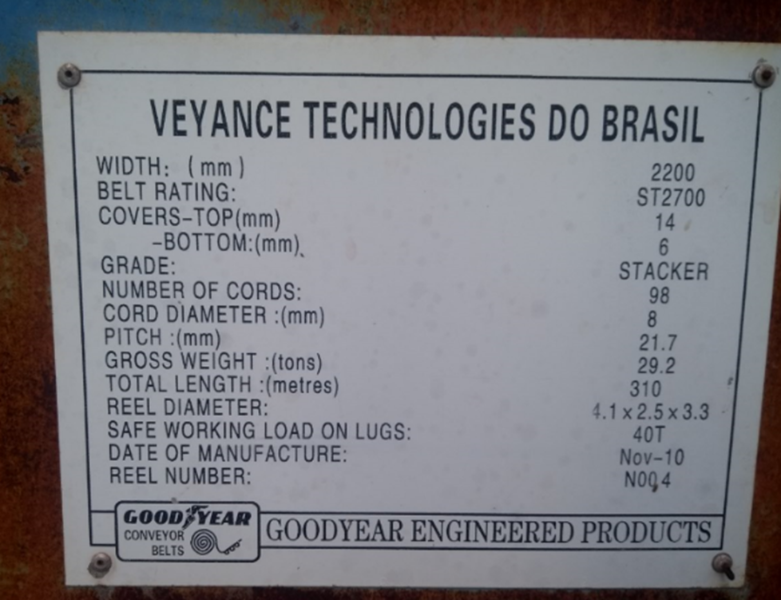 VEYANCE TECHNOLOGIES DO BRASIL
WIDTH: (mm) 2200
BELT RATING: ST2700
COVERS-TOP(mm) 14
-BOTTOM:(mm) 6
GRADE: STACKER
NUMBER OF CORDS: 98
CORD DIAMETER :(mm) 8
PITCH :(mm) 21.7
GROSS WEIGHT :(tons) 29.2
TOTAL LENGTH :(metres) 310
REEL DIAMETER: 4.1 x 2.5 x 3.3
SAFE WORKING LOAD ON LUGS: 40T
DATE OF MANUFACTURE: Nov-10
REEL NUMBER: N004
GOODYEAR
CONVEYOR
BELTS
GOODYEAR ENGINEERED PRODUCTS